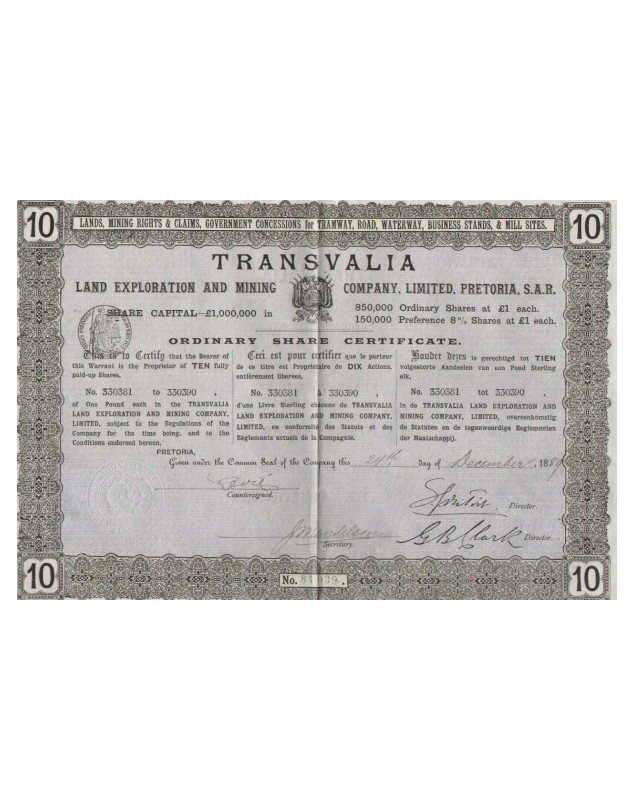 10
10
LANDS, MINING RIGHTS & CLAIMS, GOVERNMENT CONCESSIONS for TRAMWAY, ROAD, WATERWAY, BUSINESS STANDS, & MILL SITES.
TRANSVALIA
LAND EXPLORATION AND MINING COMPANY, LIMITED, PRETORIA, S.A.R.
SHARE CAPITAL—£1,000,000 in
850,000 Ordinary Shares at £1 each.
150,000 Preference 8% Shares at £1 each.
ORDINARY SHARE CERTIFICATE.
This is to Certify that the Bearer of
this Warrant is the Proprietor of TEN fully
paid-up Shares.
No. 330381 to 330390 ,
of One Pound each in the TRANSVALIA
LAND EXPLORATION AND MINING COMPANY,
LIMITED, subject to the Regulations of the
Company for the time being, and to the
Conditions endorsed hereon.
Ceci est pour certifier que le porteur
de ce titre est Propriétaire de DIX Actions,
entièrement libérées,
No. 330381 à 330390 ,
d'une Livre Sterling chacune de TRANSVALIA
LAND EXPLORATION AND MINING COMPANY,
LIMITED, en conformité des Statuts et des
Règlements actuels de la Compagnie.
Houder dezes is gerechtigd tot TIEN
volgestorte Aandeelen van een Pond Sterling
elk,
No. 330381 tot 330390 ,
in de TRANSVALIA LAND EXPLORATION AND
MINING COMPANY, LIMITED, overeenkomstig
de Statuten en de tegenwoordige Reglementen
der Maatschappij.
PRETORIA,
Given under the Common Seal of the Company this 24th day of December 1889
Countersigned.
Director.
Secretary.
G B Clark Director.
10
10
No. 84039.